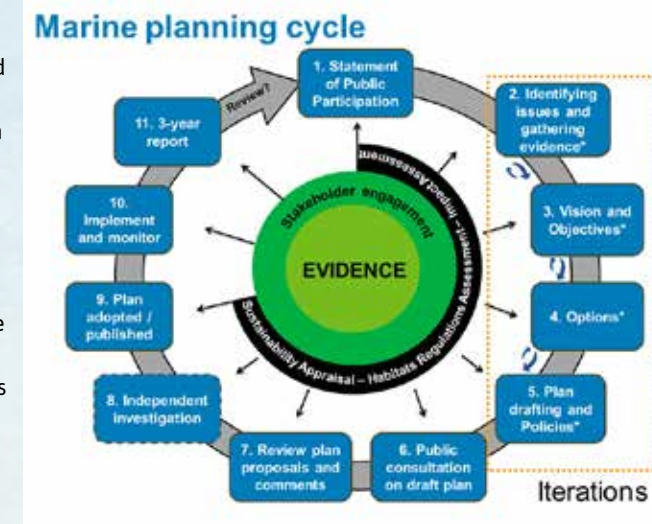 Marine planning cycle
1. Statement
of Public
Participation
2. Identifying
issues and
gathering
evidence*
3. Vision and
Objectives*
4. Options*
5. Plan
drafting and
Policies*
Iterations
6. Public
consultation
on draft plan
7. Review plan
proposals and
comments
8. Independent
investigation
9. Plan
adopted /
published
10.
Implement
and monitor
11. 3-year
report
Review?
Stakeholder engagement
EVIDENCE
Sustainability Appraisal – Habitats Regulations Assessment – Impact Assessment